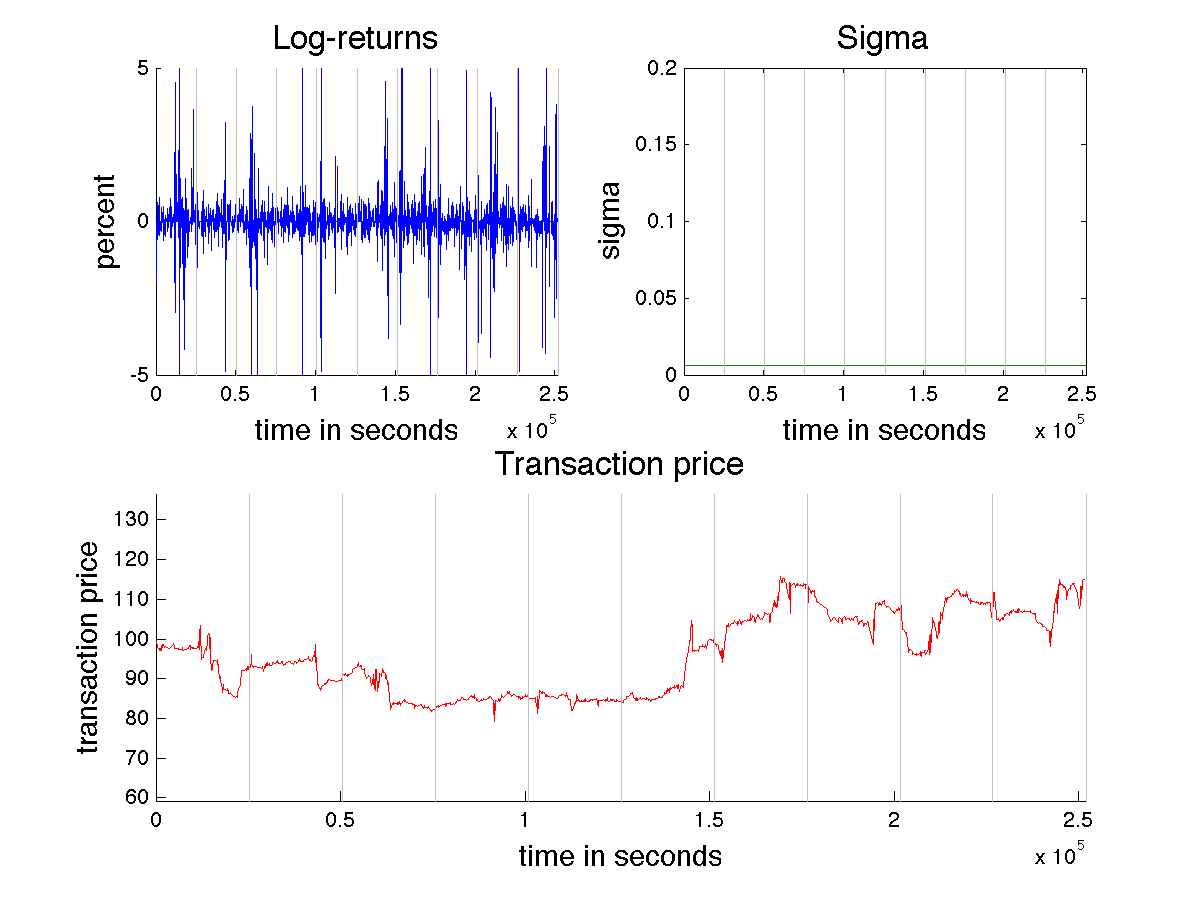 Log-returns
5
0
-5
percent
0 0.5 1 1.5 2 2.5
x 10^5
time in seconds
Sigma
0.2
0.15
0.1
0.05
0
sigma
0 0.5 1 1.5 2 2.5
x 10^5
time in seconds
Transaction price
130
120
110
100
90
80
70
60
transaction price
0 0.5 1 1.5 2 2.5
x 10^5
time in seconds